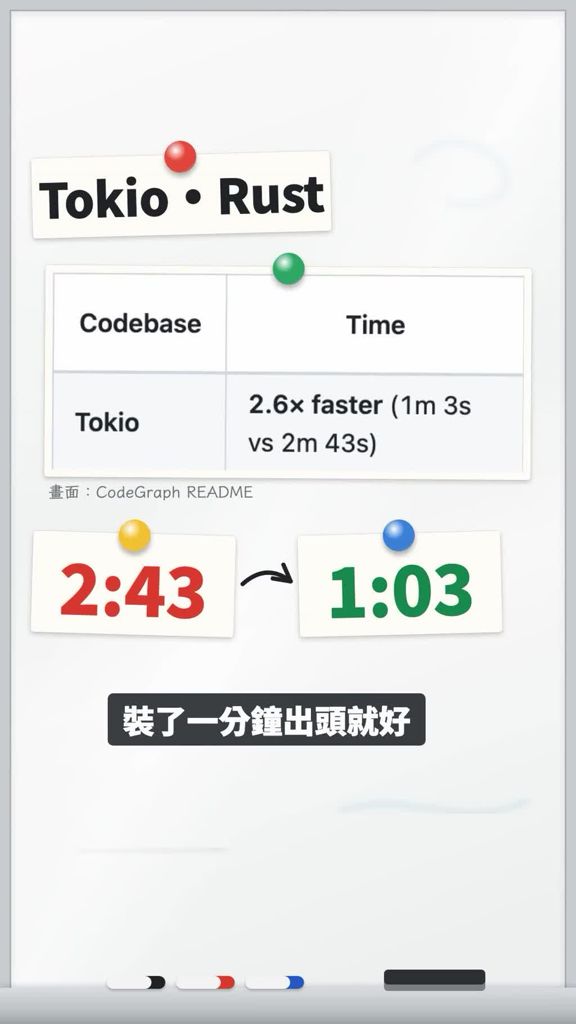 Tokio・Rust
Codebase
Time
Tokio
2.6× faster (1m 3s
vs 2m 43s)
畫面：CodeGraph README
2:43
1:03
裝了一分鐘出頭就好